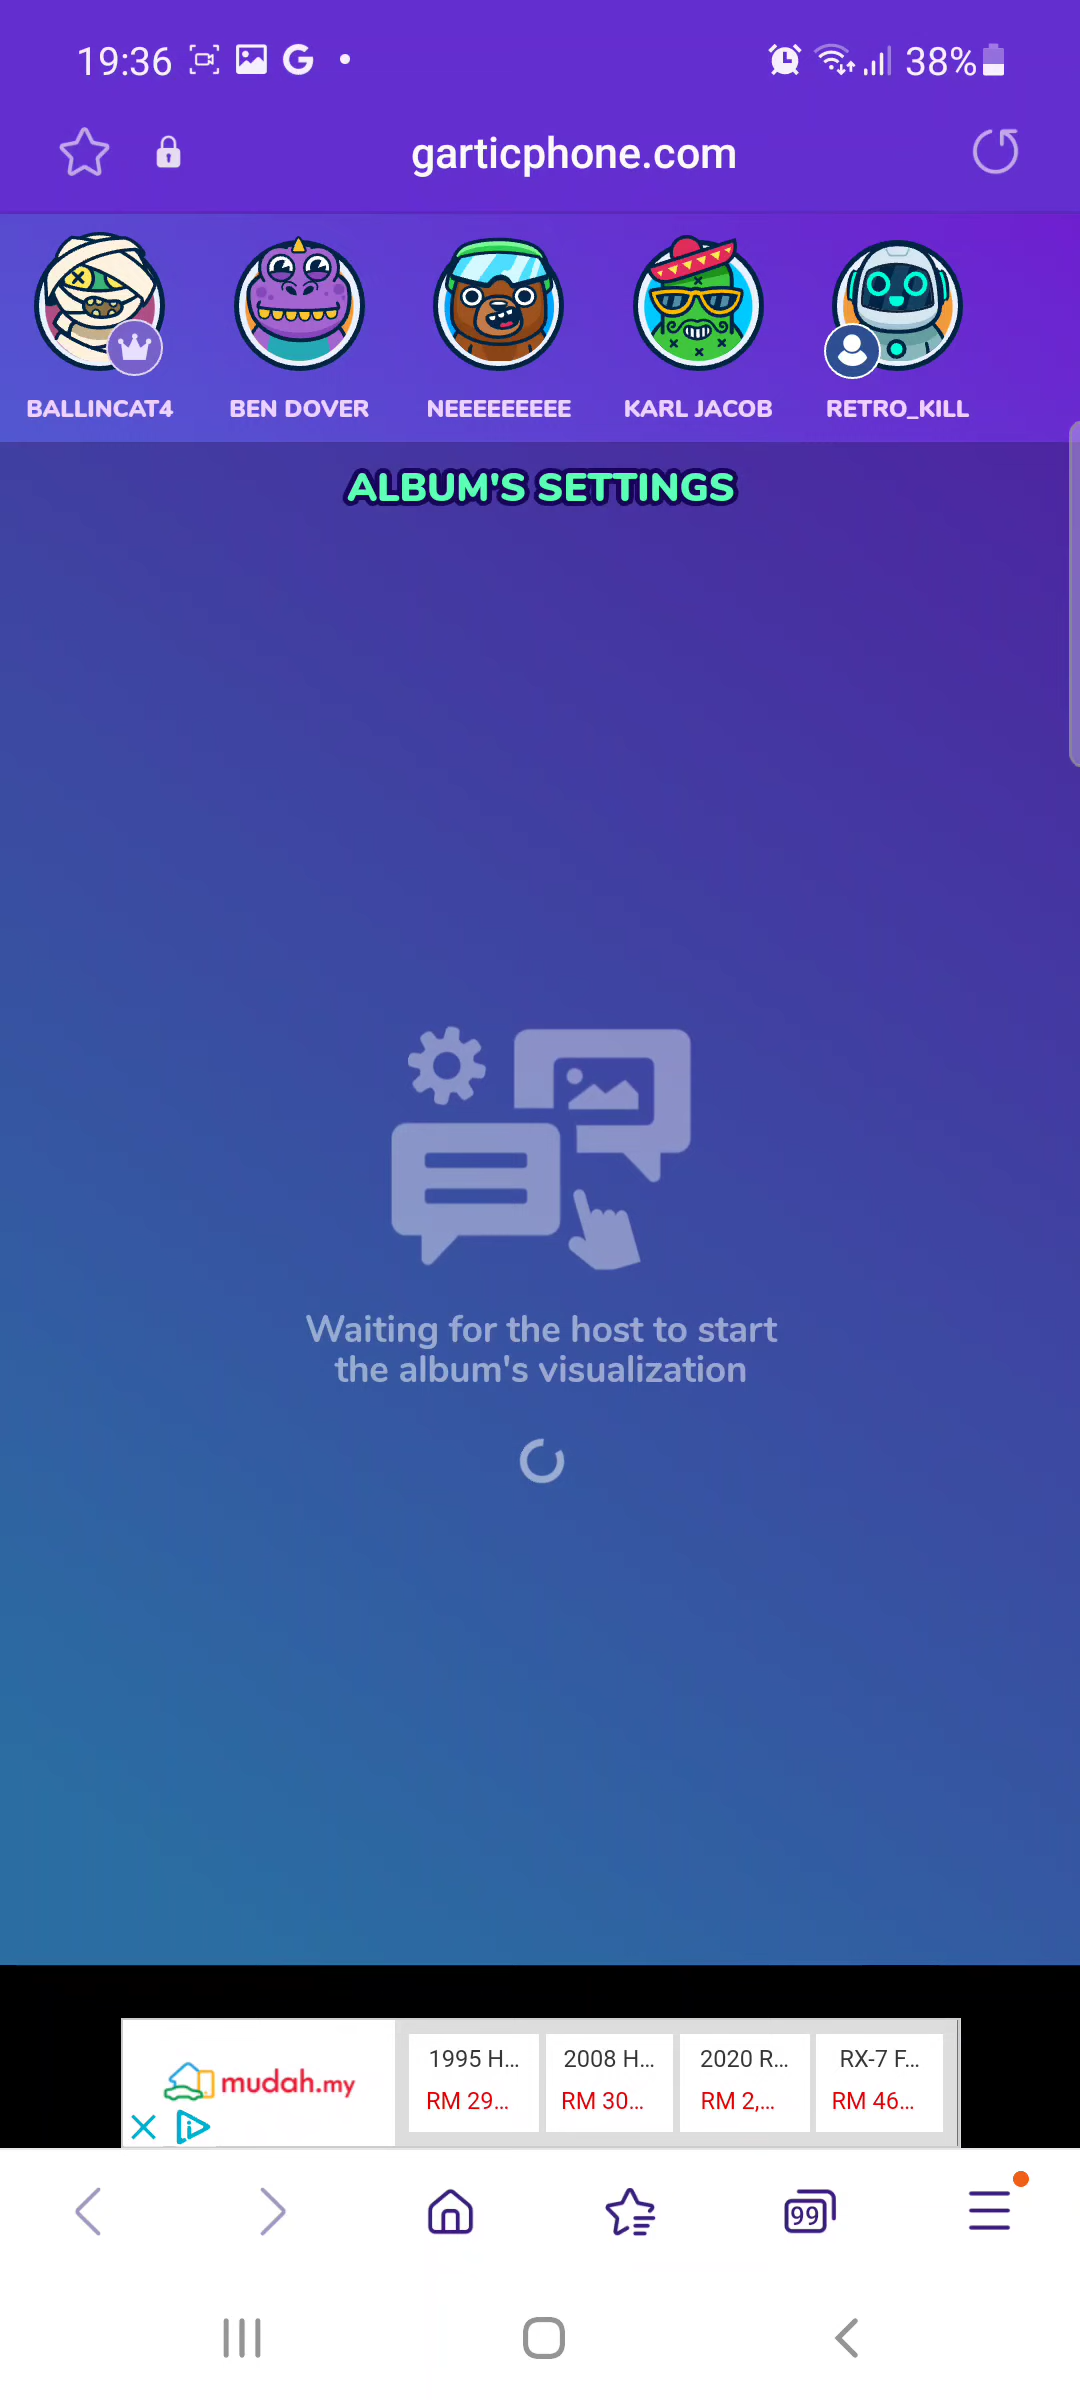 19:36 38%
garticphone.com
BALLINCAT4 BEN DOVER NEEEEEEEEE KARL JACOB RETRO_KILL
ALBUM'S SETTINGS
Waiting for the host to start
the album's visualization
mudah.my
1995 H... 2008 H... 2020 R... RX-7 F...
RM 29... RM 30... RM 2,... RM 46...
99